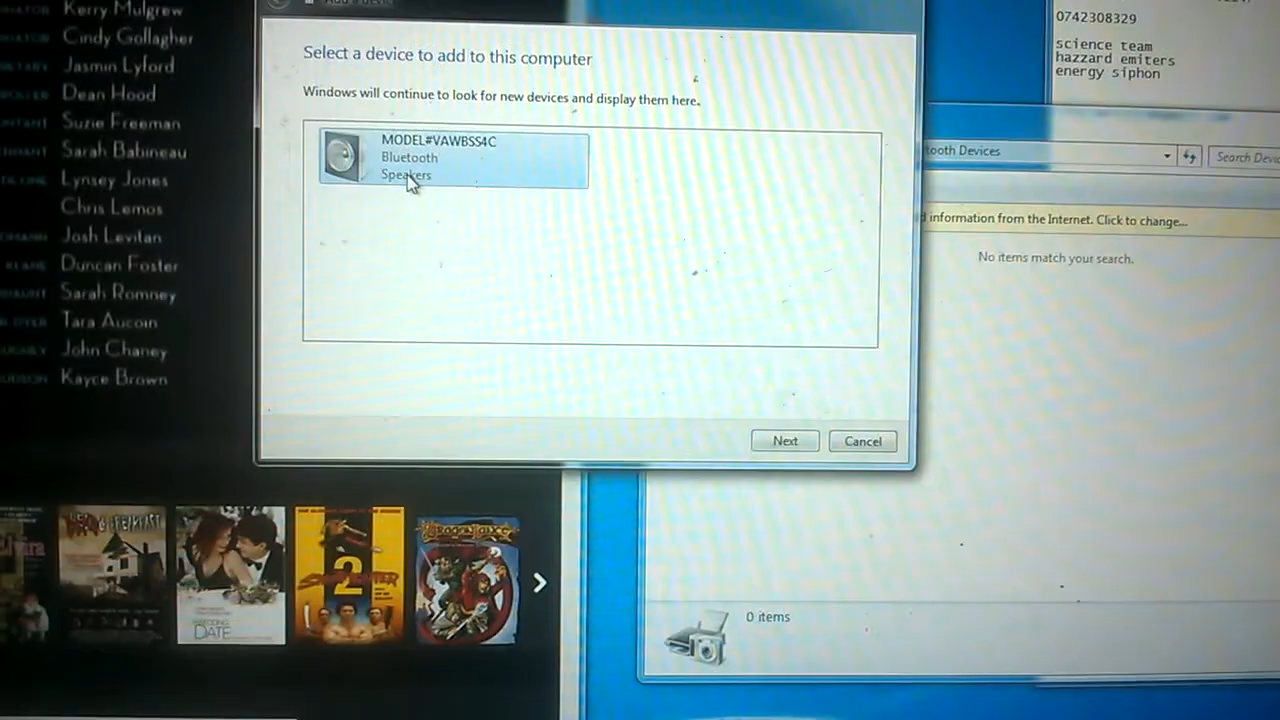 Kerry Mulgrew
Cindy Gollagher
Jasmin Lyford
Dean Hood
Suzie Freeman
Sarah Babineau
Lynsey Jones
Chris Lemos
Josh Levitan
Duncan Foster
Sarah Romney
Tara Aucoin
John Chaney
Kayce Brown
Select a device to add to this computer
Windows will continue to look for new devices and display them here.
MODEL#VAWBSS4C
Bluetooth
Speakers
Next
Cancel
0742308329
science team
hazzard emiters
energy siphon
tooth Devices
Search Devic
d information from the Internet. Click to change...
No items match your search.
0 items
DATE
2